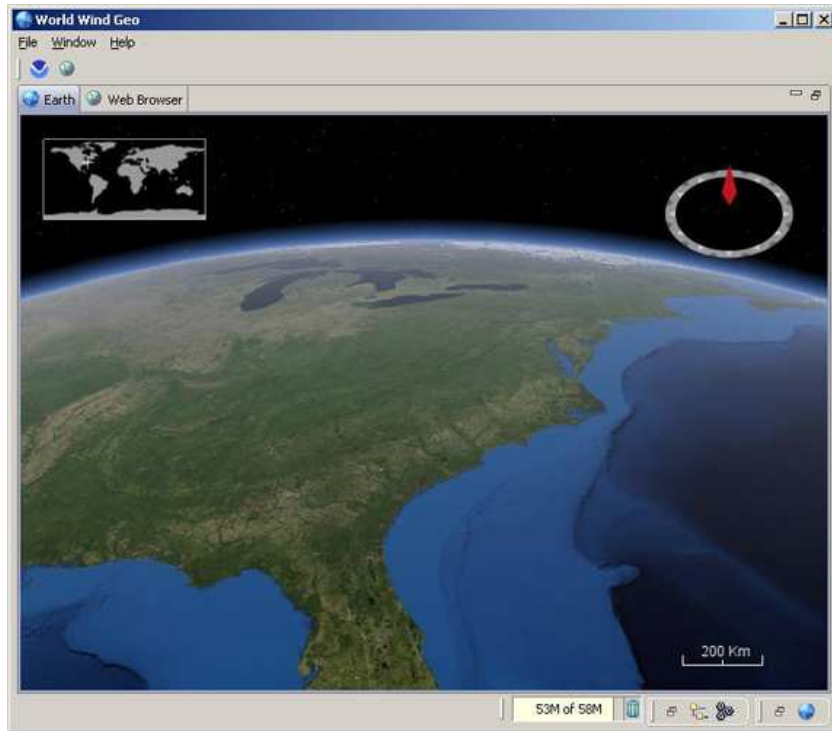 World Wind Geo
File Window Help
Earth Web Browser
200 Km
53M of 58M